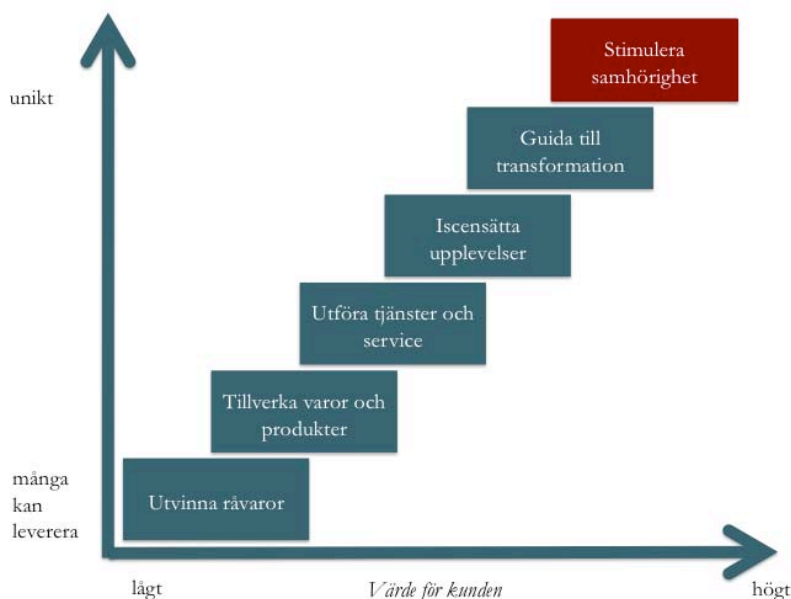 Stimulera
samhörighet
unikt
Guida till
transformation
Iscensätta
upplevelser
Utföra tjänster och
service
Tillverka varor och
produkter
många
kan
leverera
Utvinna råvaror
lågt
Värde för kunden
högt